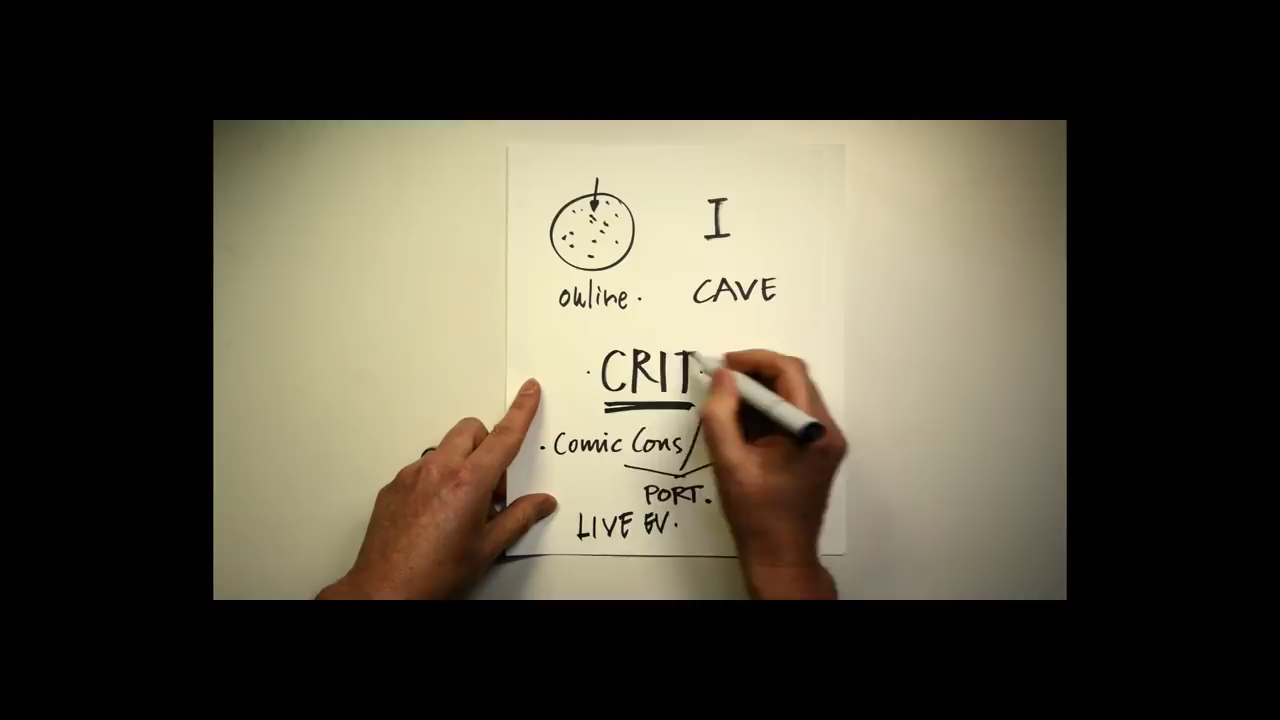 I
online. CAVE
· CRIT
· Comic Cons /
PORT.
LIVE EV.